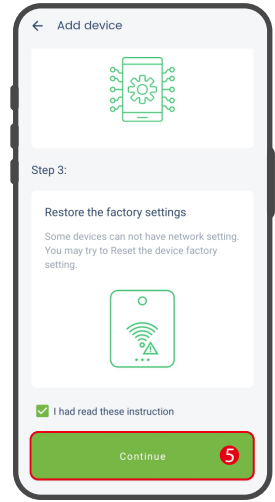 ← Add device
Step 3:
Restore the factory settings
Some devices can not have network setting.
You may try to Reset the device factory
setting.
I had read these instruction
Continue
5